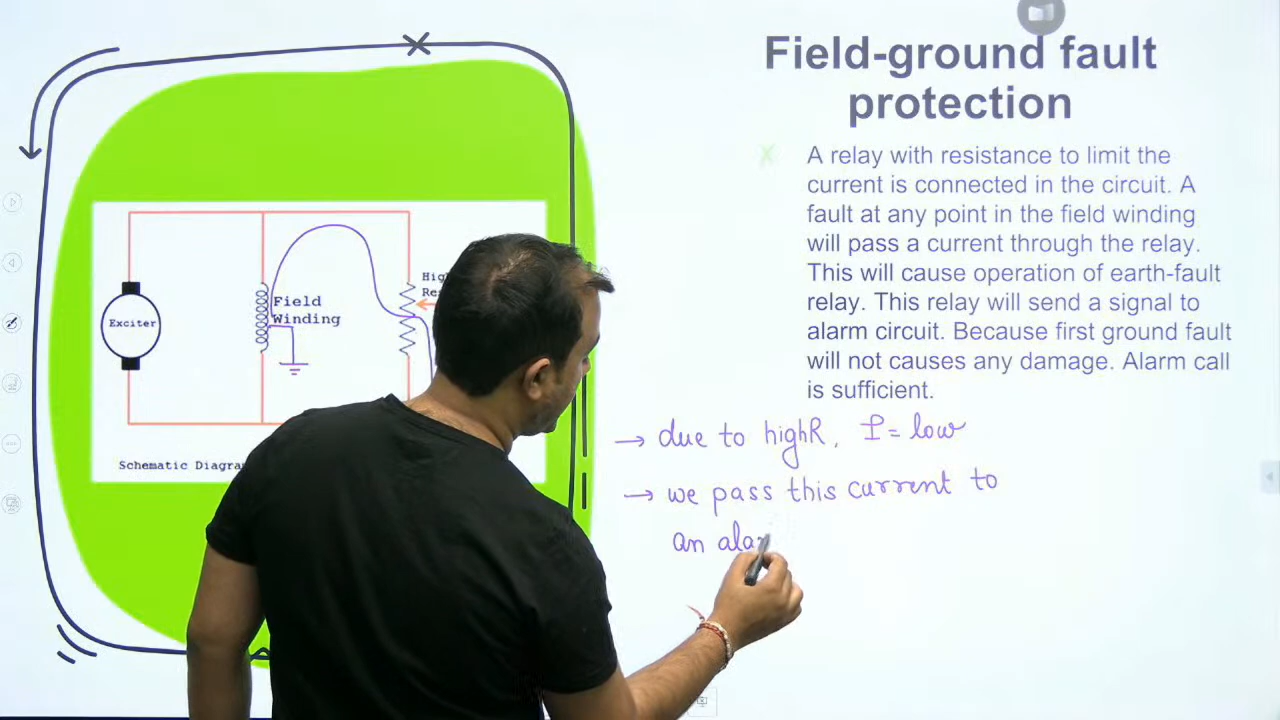 Field-ground fault
protection
A relay with resistance to limit the
current is connected in the circuit. A
fault at any point in the field winding
will pass a current through the relay.
This will cause operation of earth-fault
relay. This relay will send a signal to
alarm circuit. Because first ground fault
will not causes any damage. Alarm call
is sufficient.
Exciter
Field
Winding
Schematic
→ due to high R, I = low
→ we pass this current to
an